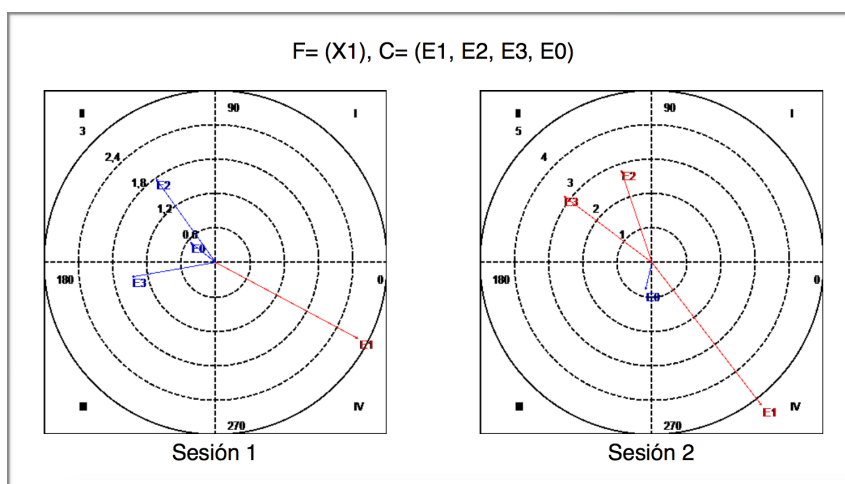 F= (X1), C= (E1, E2, E3, E0)
II
90
I
3
2,4
1,8
E2
1,2
0,6
E0
180
E3
0
E1
III
IV
270
Sesión 1
II
90
I
5
4
E2
3
E3
2
1
180
0
E0
III
IV
E1
270
Sesión 2